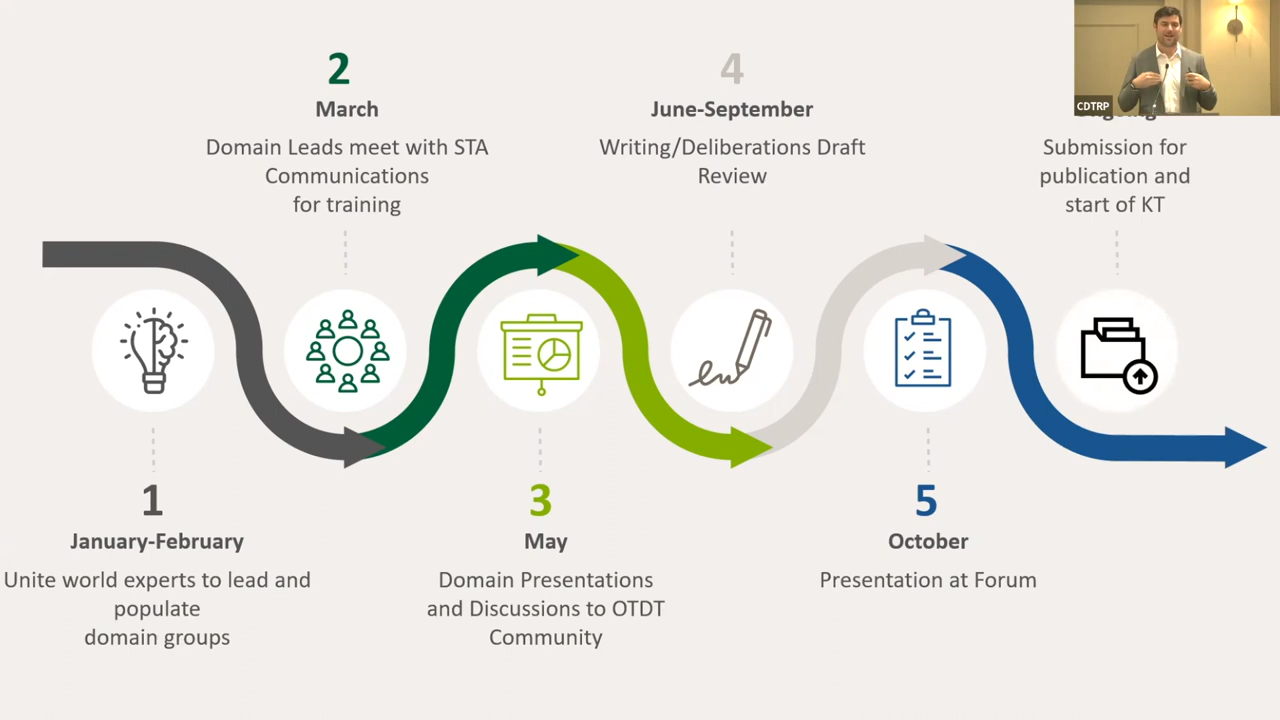 2
March
Domain Leads meet with STA
Communications
for training
4
June-September
Writing/Deliberations Draft
Review
CDTRP
Submission for
publication and
start of KT
1
January-February
Unite world experts to lead and
populate
domain groups
3
May
Domain Presentations
and Discussions to OTDT
Community
5
October
Presentation at Forum